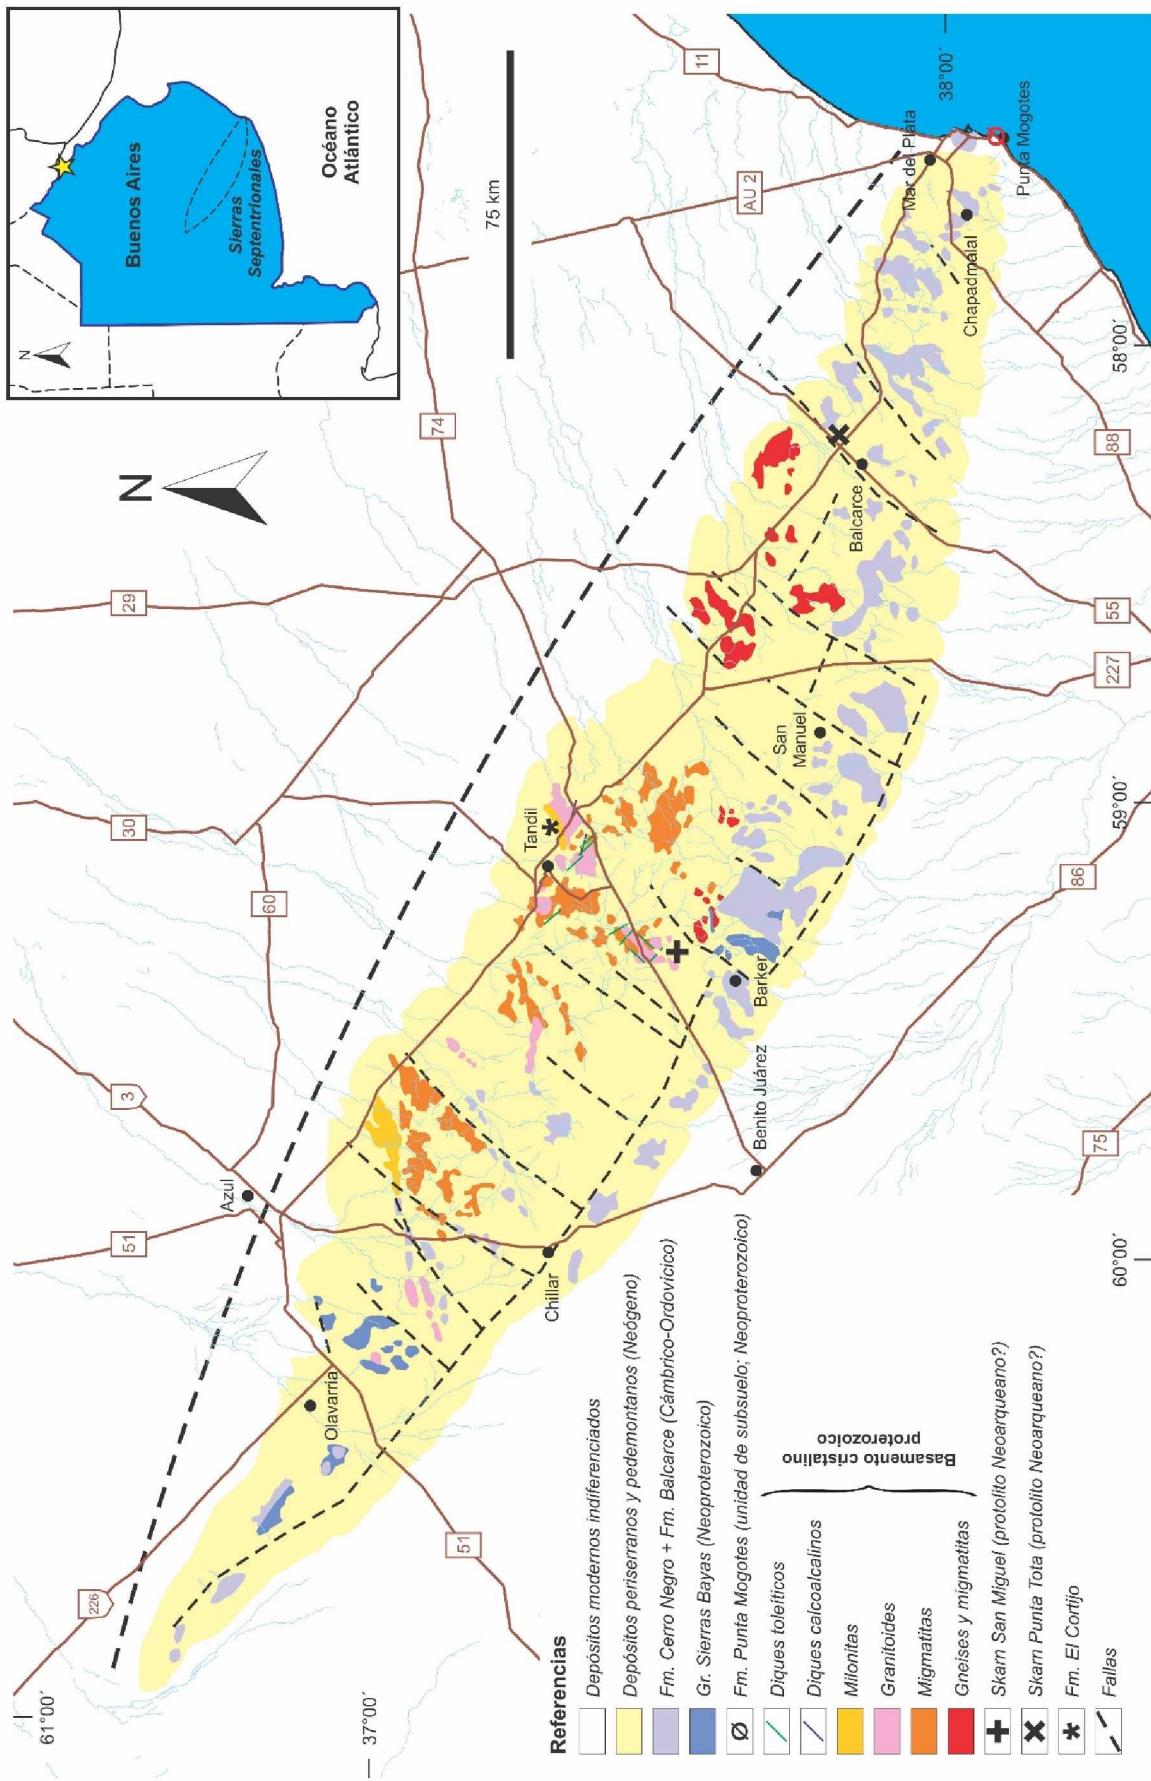 Buenos Aires
Sierras
Septentrionales
Océano
Atlántico
N
N
75 km
61°00´
37°00´
60°00´
59°00´
58°00´
38°00´
226
51
51
3
60
30
29
74
AU 2
11
88
55
227
86
75
Olavarria
Azul
Chillar
Benito Juárez
Barker
Tandil
San
Manuel
Balcarce
Chapadmalal
Mar del Plata
Punta Mogotes
Referencias
Depósitos modernos indiferenciados
Depósitos periserranos y pedemontanos (Neógeno)
Fm. Cerro Negro + Fm. Balcarce (Cámbrico-Ordovicico)
Gr. Sierras Bayas (Neoproterozoico)
Ø Fm. Punta Mogotes (unidad de subsuelo; Neoproterozoico)
Diques toleíticos
Diques calcoalcalinos
Milonitas
Granitoides
Migmatitas
Gneises y migmatitas
Basamento cristalino
proterozoico
Skarn San Miguel (protolito Neoarqueano?)
Skarn Punta Tota (protolito Neoarqueano?)
Fm. El Cortijo
Fallas